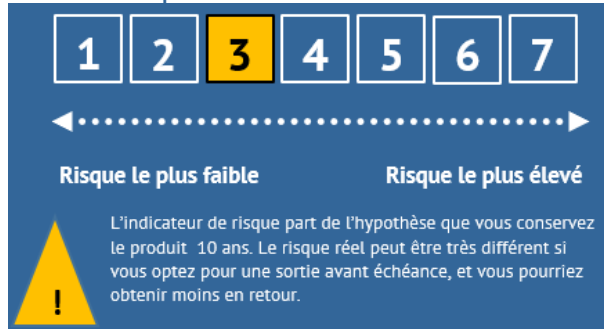 1 2 3 4 5 6 7
Risque le plus faible Risque le plus élevé
L'indicateur de risque part de l'hypothèse que vous conservez
le produit 10 ans. Le risque réel peut être très différent si
vous optez pour une sortie avant échéance, et vous pourriez
obtenir moins en retour.
!